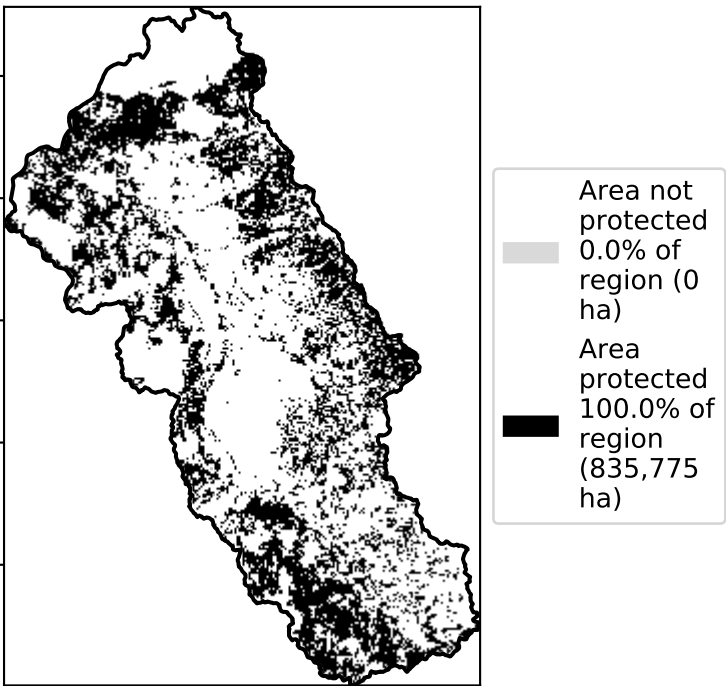 Area not
protected
0.0% of
region (0
ha)
Area
protected
100.0% of
region
(835,775
ha)